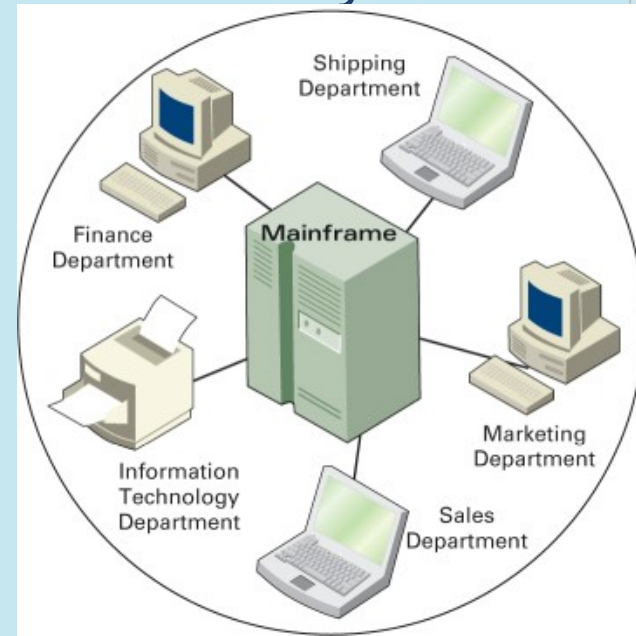 Shipping
Department
Mainframe
Finance
Department
Marketing
Department
Information
Technology
Department
Sales
Department